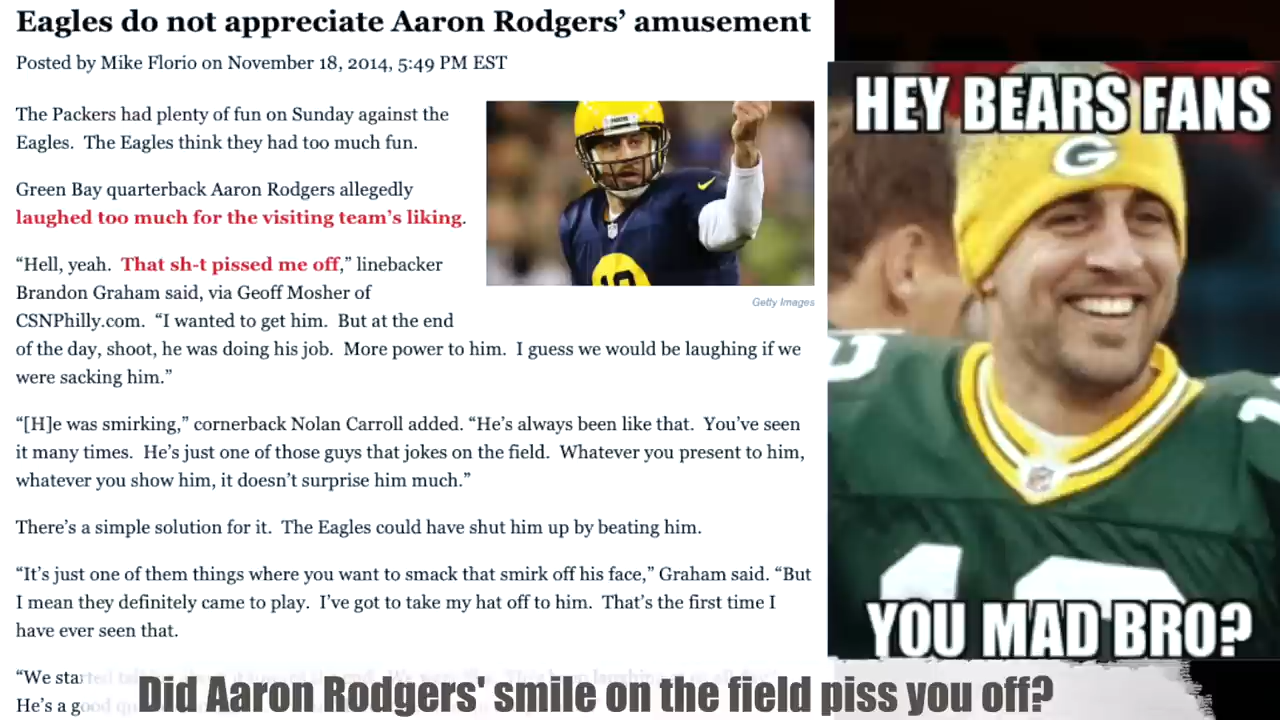 Eagles do not appreciate Aaron Rodgers’ amusement
Posted by Mike Florio on November 18, 2014, 5:49 PM EST
The Packers had plenty of fun on Sunday against the
Eagles.  The Eagles think they had too much fun.
Green Bay quarterback Aaron Rodgers allegedly
laughed too much for the visiting team’s liking.
“Hell, yeah.  That sh-t pissed me off,” linebacker
Brandon Graham said, via Geoff Mosher of
CSNPhilly.com.  “I wanted to get him.  But at the end
of the day, shoot, he was doing his job.  More power to him.  I guess we would be laughing if we
were sacking him.”
“[H]e was smirking,” cornerback Nolan Carroll added. “He’s always been like that.  You’ve seen
it many times.  He’s just one of those guys that jokes on the field.  Whatever you present to him,
whatever you show him, it doesn’t surprise him much.”
There’s a simple solution for it.  The Eagles could have shut him up by beating him.
“It’s just one of them things where you want to smack that smirk off his face,” Graham said. “But
I mean they definitely came to play.  I’ve got to take my hat off to him.  That’s the first time I
have ever seen that.
“We started
He’s a good
Getty Images
HEY BEARS FANS
G
YOU MAD BRO?
Did Aaron Rodgers' smile on the field piss you off?